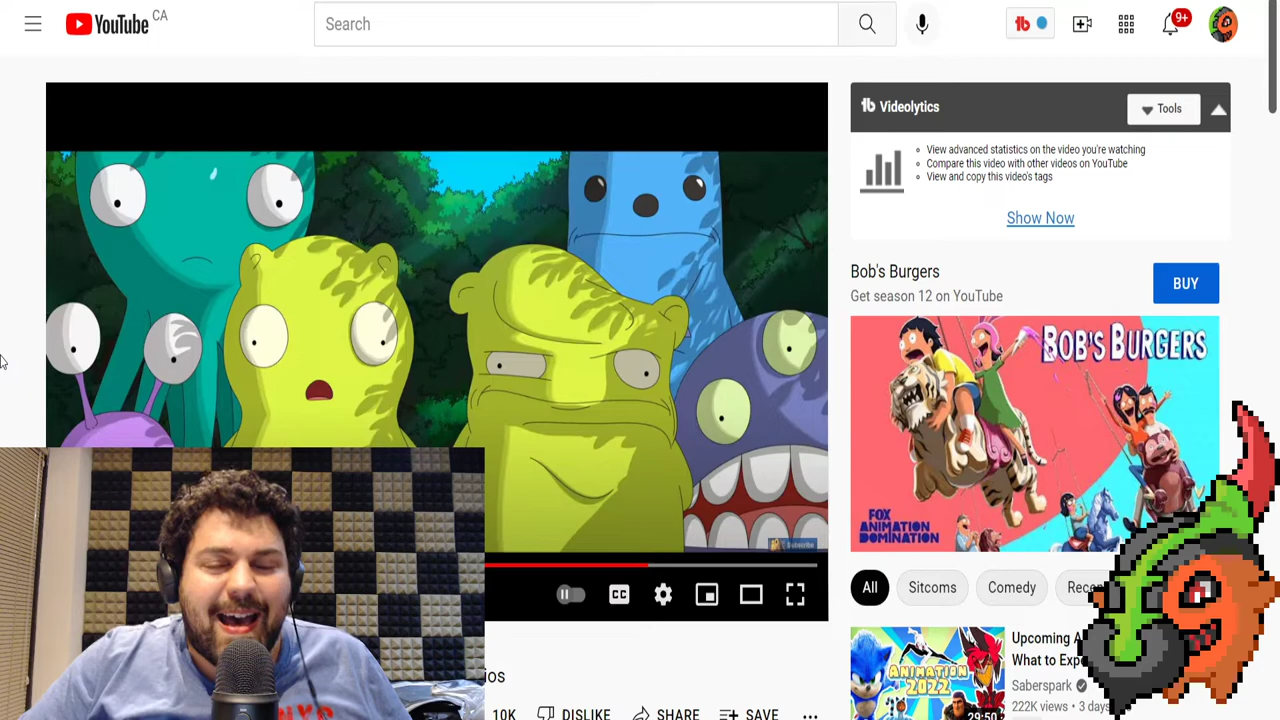 YouTube CA
Search
9+
Videolytics
Tools
View advanced statistics on the video you're watching
Compare this video with other videos on YouTube
View and copy this video's tags
Show Now
Bob's Burgers
Get season 12 on YouTube
BUY
BOB'S BURGERS
FOX
ANIMATION
DOMINATION
Subscribe
CC
All
Sitcoms
Comedy
ANIMATION
2022
29:50
What to
Saberspark
222K views • 3 days
10K
DISLIKE
SHARE
SAVE